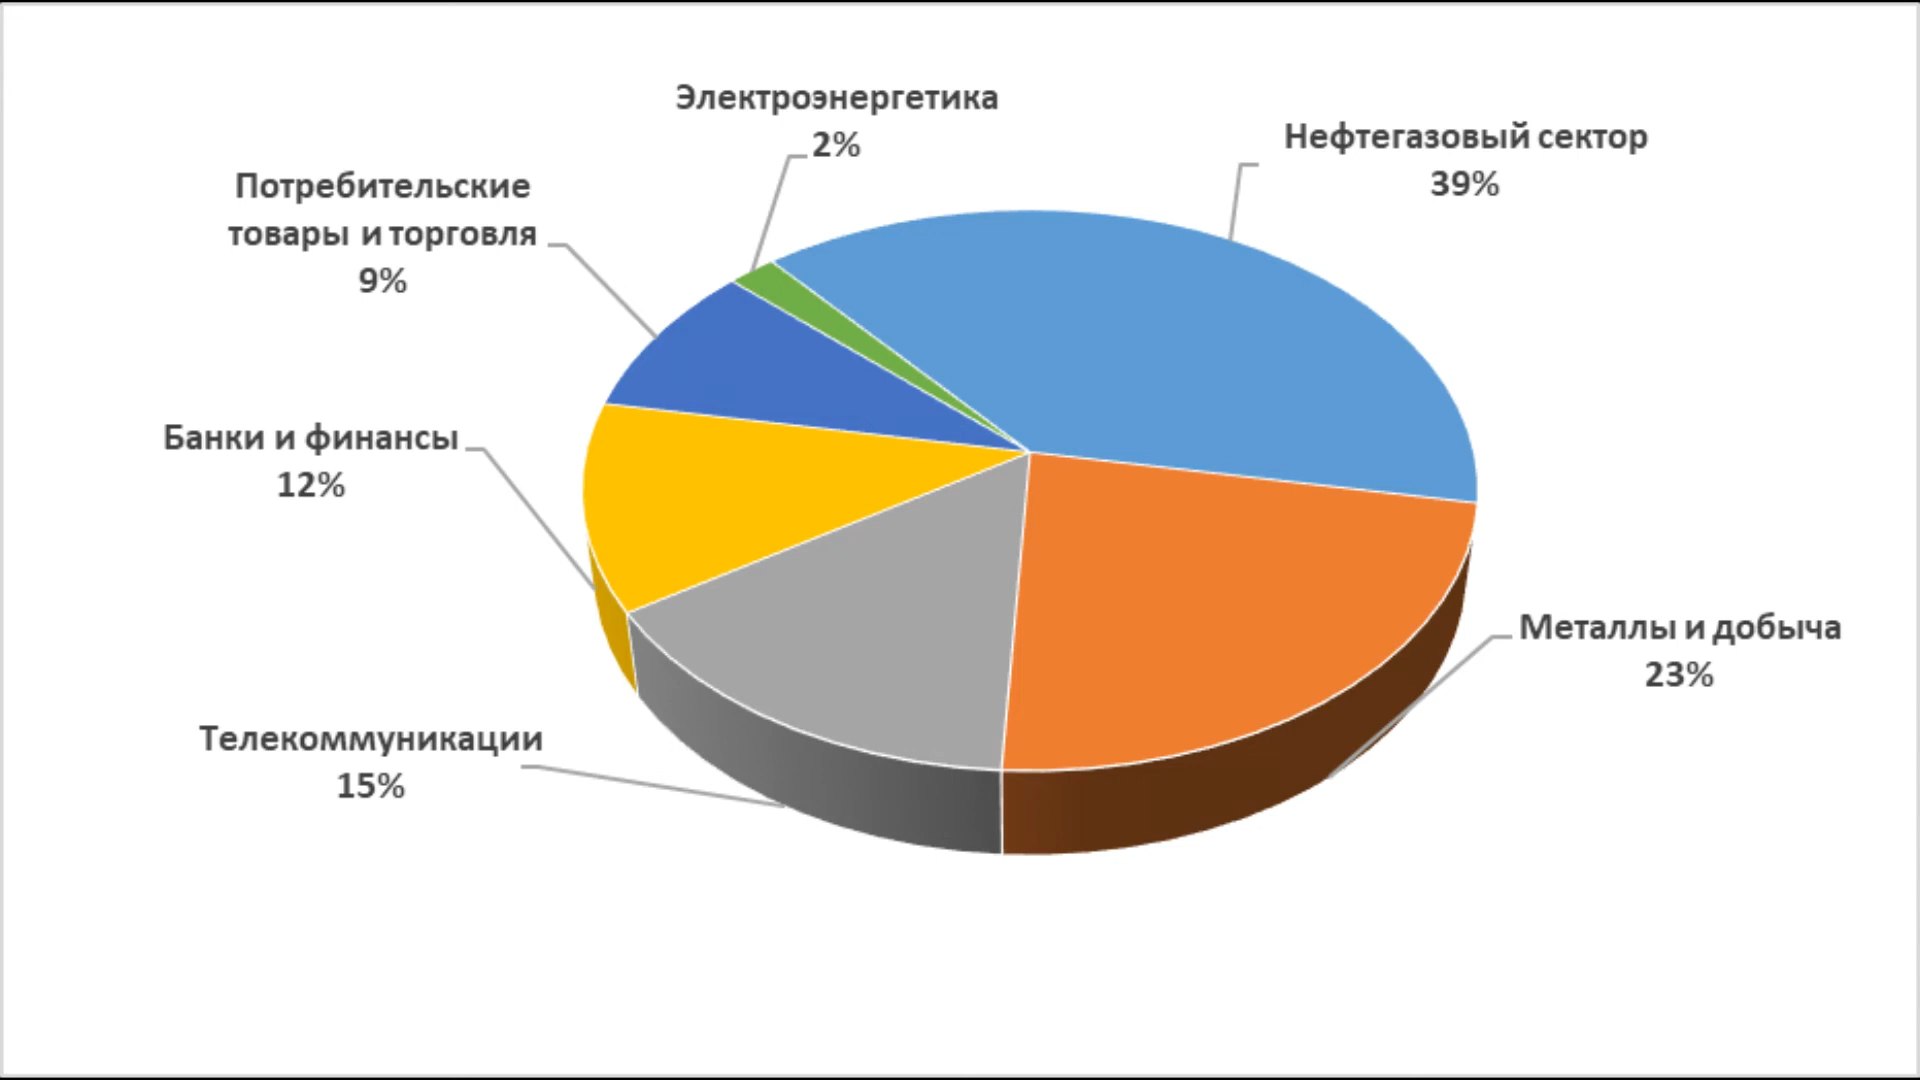 Электроэнергетика
2%
Нефтегазовый сектор
39%
Потребительские
товары и торговля
9%
Банки и финансы
12%
Металлы и добыча
23%
Телекоммуникации
15%